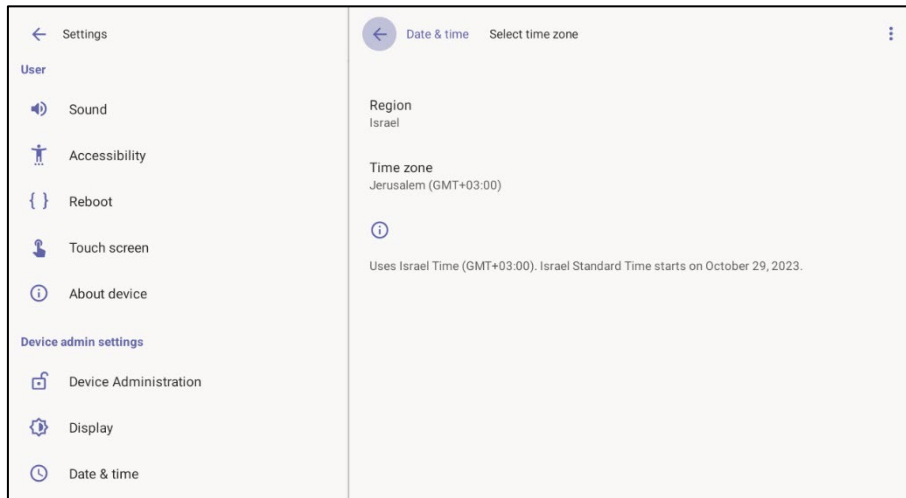 Settings
User
Sound
Accessibility
Reboot
Touch screen
About device
Device admin settings
Device Administration
Display
Date & time
Date & time Select time zone
Region
Israel
Time zone
Jerusalem (GMT+03:00)
Uses Israel Time (GMT+03:00). Israel Standard Time starts on October 29, 2023.